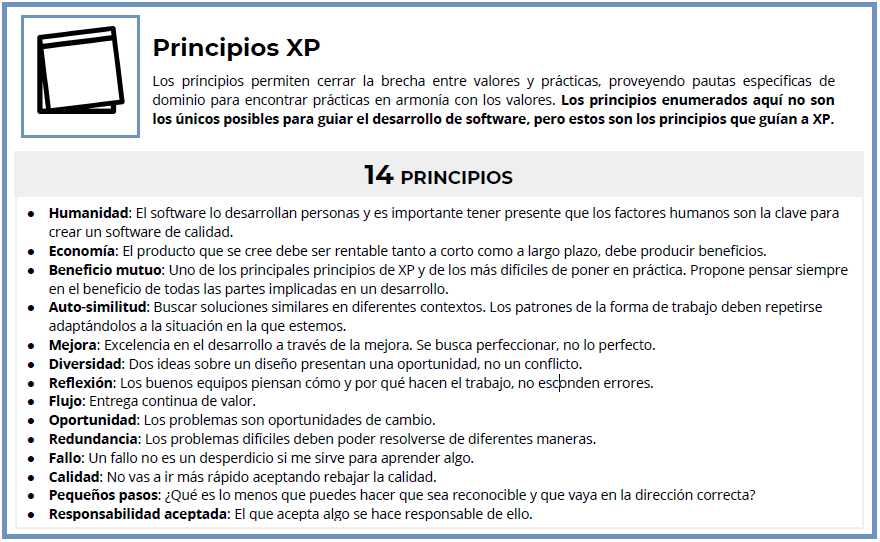 Principios XP
Los principios permiten cerrar la brecha entre valores y prácticas, proveyendo pautas específicas de
dominio para encontrar prácticas en armonía con los valores. Los principios enumerados aquí no son
los únicos posibles para guiar el desarrollo de software, pero estos son los principios que guían a XP.
14 PRINCIPIOS
● Humanidad: El software lo desarrollan personas y es importante tener presente que los factores humanos son la clave para
crear un software de calidad.
● Economía: El producto que se cree debe ser rentable tanto a corto como a largo plazo, debe producir beneficios.
● Beneficio mutuo: Uno de los principales principios de XP y de los más difíciles de poner en práctica. Propone pensar siempre
en el beneficio de todas las partes implicadas en un desarrollo.
● Auto-similitud: Buscar soluciones similares en diferentes contextos. Los patrones de la forma de trabajo deben repetirse
adaptándolos a la situación en la que estemos.
● Mejora: Excelencia en el desarrollo a través de la mejora. Se busca perfeccionar, no lo perfecto.
● Diversidad: Dos ideas sobre un diseño presentan una oportunidad, no un conflicto.
● Reflexión: Los buenos equipos piensan cómo y por qué hacen el trabajo, no esconden errores.
● Flujo: Entrega continua de valor.
● Oportunidad: Los problemas son oportunidades de cambio.
● Redundancia: Los problemas difíciles deben poder resolverse de diferentes maneras.
● Fallo: Un fallo no es un desperdicio si me sirve para aprender algo.
● Calidad: No vas a ir más rápido aceptando rebajar la calidad.
● Pequeños pasos: ¿Qué es lo menos que puedes hacer que sea reconocible y que vaya en la dirección correcta?
● Responsabilidad aceptada: El que acepta algo se hace responsable de ello.